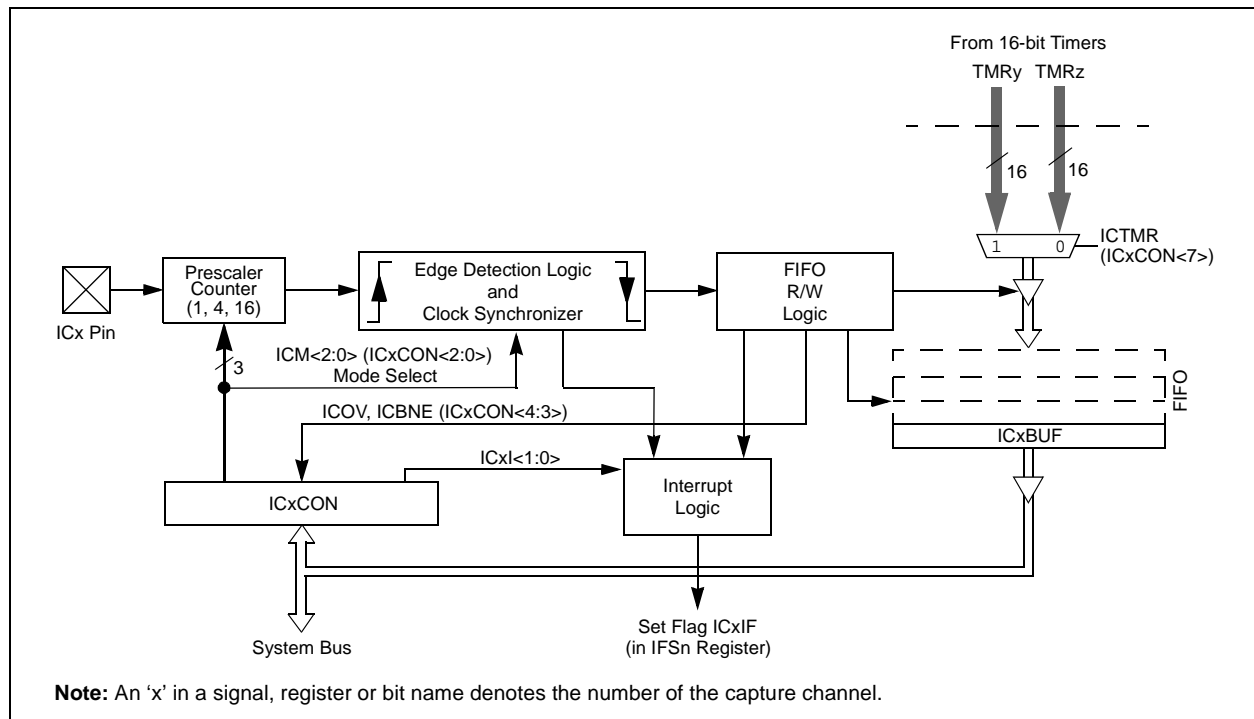 From 16-bit Timers
TMRy TMRz
16 16
1 0
ICTMR
(ICxCON<7>)
ICx Pin
Prescaler
Counter
(1, 4, 16)
Edge Detection Logic
and
Clock Synchronizer
FIFO
R/W
Logic
3
ICM<2:0> (ICxCON<2:0>)
Mode Select
FIFO
ICxBUF
ICOV, ICBNE (ICxCON<4:3>)
ICxI<1:0>
ICxCON
Interrupt
Logic
System Bus
Set Flag ICxIF
(in IFSn Register)
Note: An ‘x’ in a signal, register or bit name denotes the number of the capture channel.